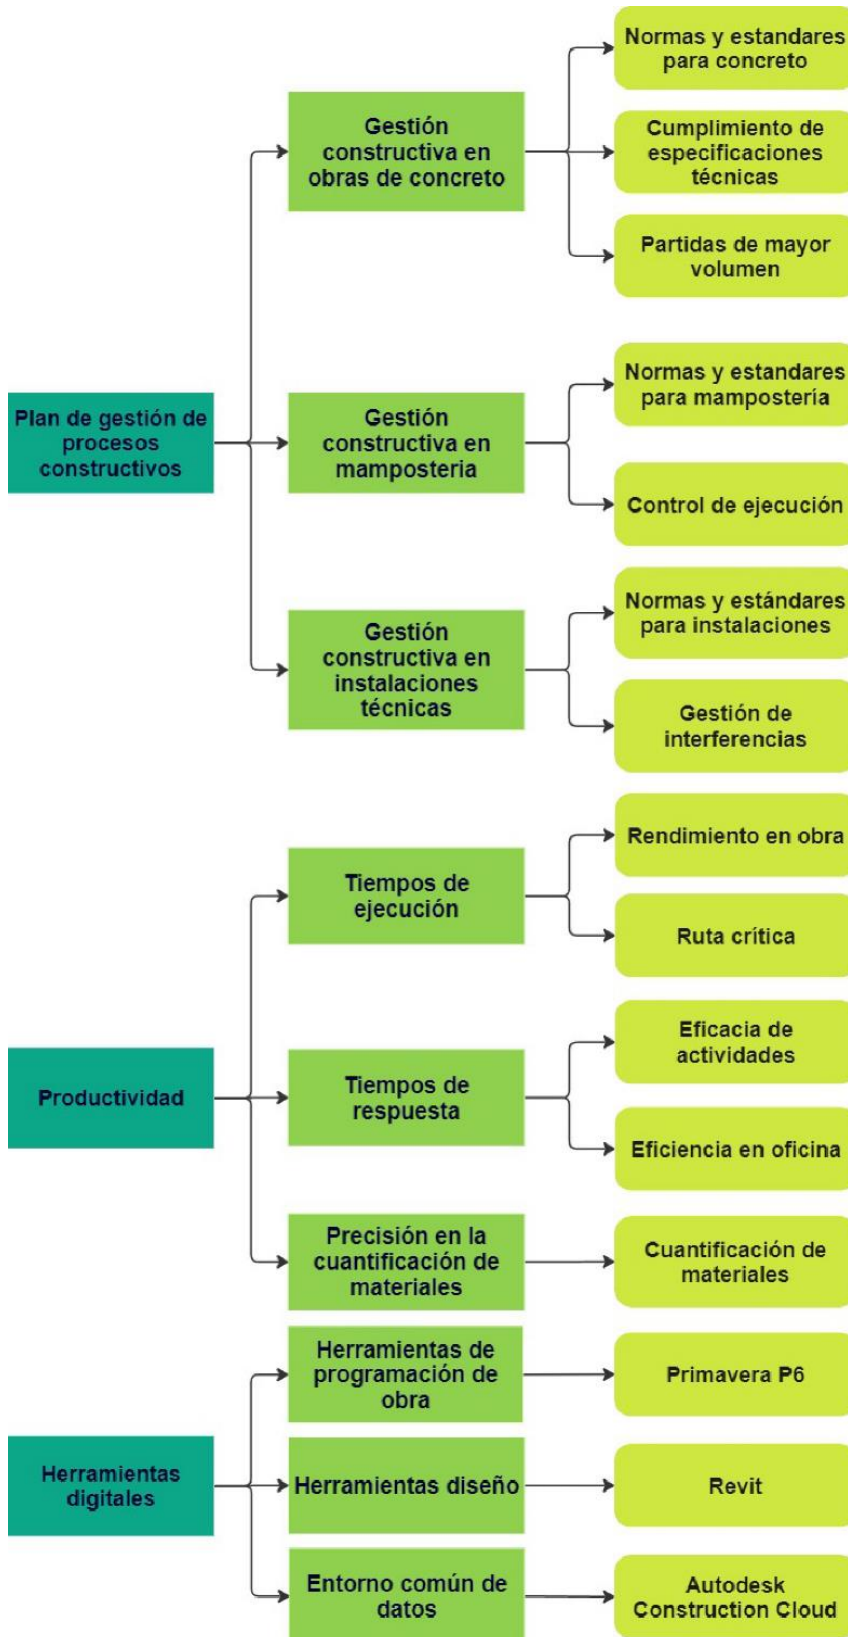 Normas y estandares
para concreto
Gestión
constructiva en
obras de concreto
Cumplimiento de
especificaciones
técnicas
Partidas de mayor
volumen
Plan de gestión de
procesos
constructivos
Gestión
constructiva en
mamposteria
Normas y estandares
para mampostería
Control de ejecución
Gestión
constructiva en
instalaciones
técnicas
Normas y estándares
para instalaciones
Gestión de
interferencias
Productividad
Tiempos de
ejecución
Rendimiento en obra
Ruta crítica
Tiempos de
respuesta
Eficacia de
actividades
Eficiencia en oficina
Precisión en la
cuantificación de
materiales
Cuantificación de
materiales
Herramientas
digitales
Herramientas de
programación de
obra
Primavera P6
Herramientas diseño
Revit
Entorno común de
datos
Autodesk
Construction Cloud